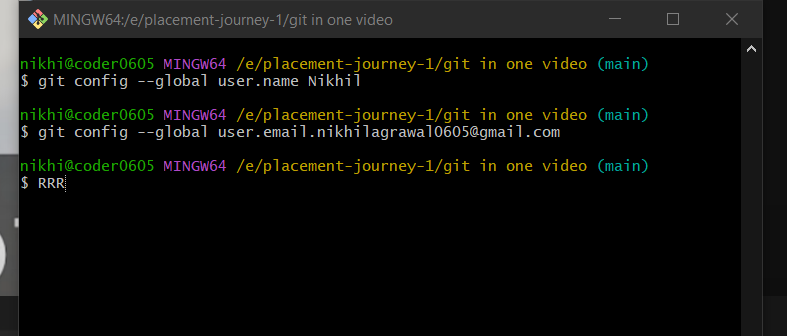 MINGW64:/e/placement-journey-1/git in one video
nikhi@coder0605 MINGW64 /e/placement-journey-1/git in one video (main)
$ git config --global user.name Nikhil
nikhi@coder0605 MINGW64 /e/placement-journey-1/git in one video (main)
$ git config --global user.email.nikhilagrawal0605@gmail.com
nikhi@coder0605 MINGW64 /e/placement-journey-1/git in one video (main)
$ RRR